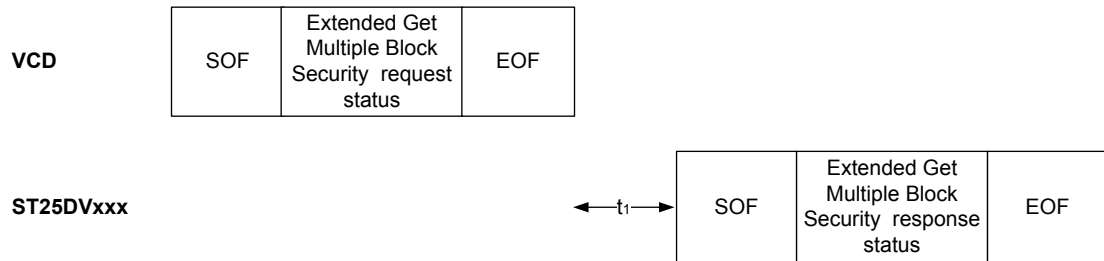 VCD
SOF
Extended Get
Multiple Block
Security request
status
EOF
ST25DVxxx
t1
SOF
Extended Get
Multiple Block
Security response
status
EOF